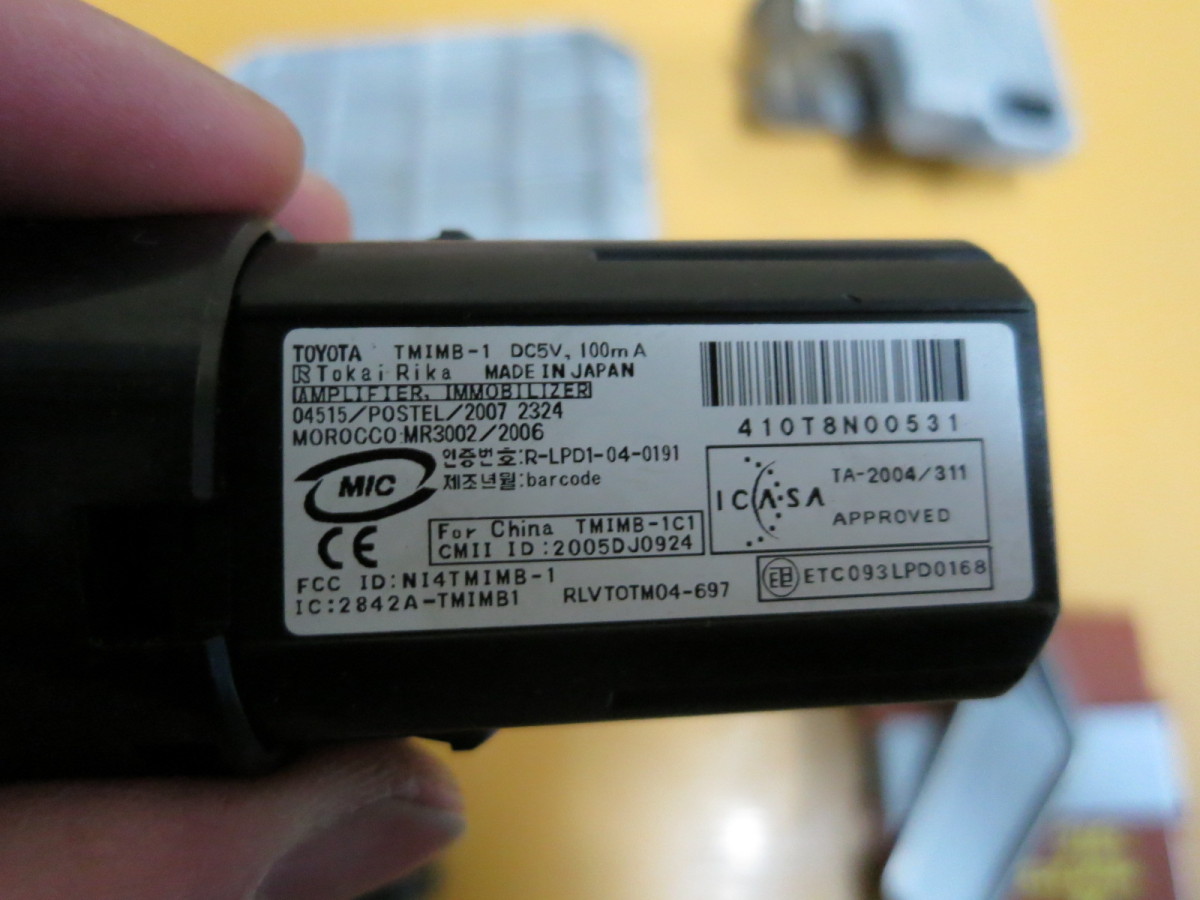 TOYOTA TMIMB-1 DC5V, 100mA
R Tokai Rika MADE IN JAPAN
AMPLIFIER, IMMOBILIZER
04515/POSTEL/2007 2324
MOROCCO:MR3002/2006
410T8N00531
MIC
인증번호:R-LPD1-04-0191
제조년월:barcode
ICASA TA-2004/311
APPROVED
CE
For China TMIMB-1C1
CMII ID:2005DJ0924
ETC093LPD0168
FCC ID:NI4TMIMB-1
IC:2842A-TMIMB1 RLVTOTM04-697